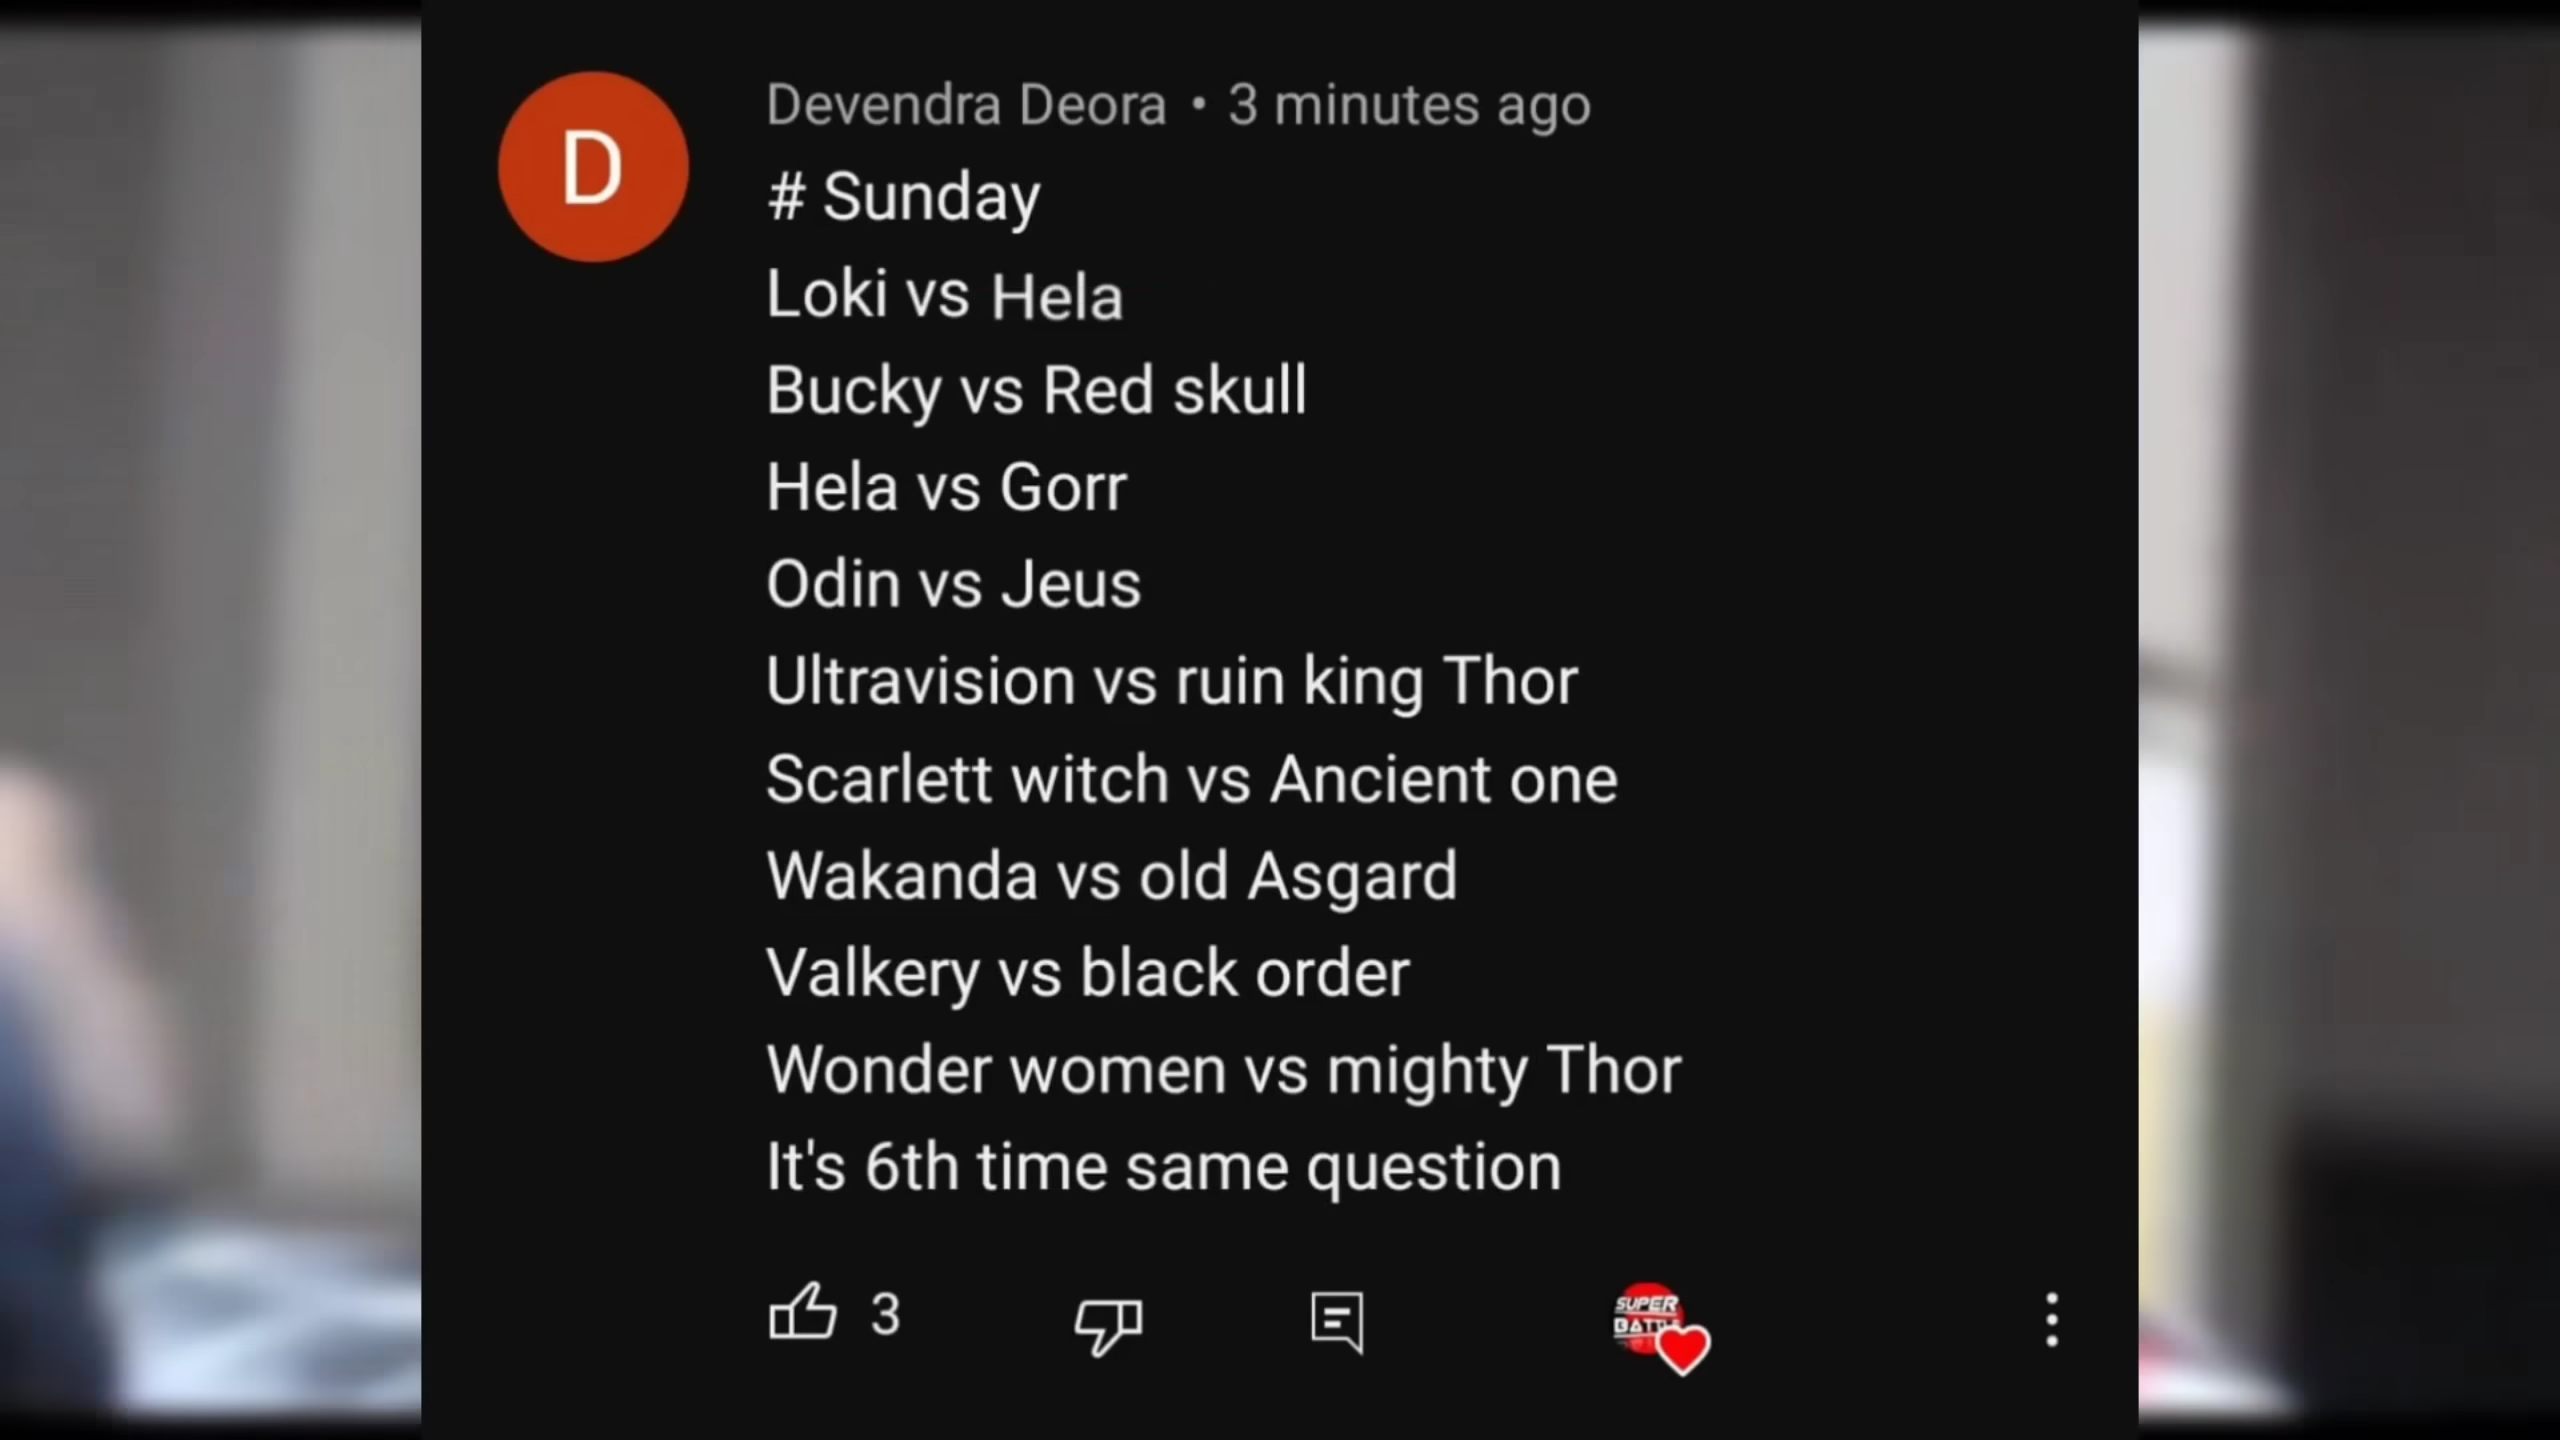 D
Devendra Deora • 3 minutes ago
# Sunday
Loki vs Hela
Bucky vs Red skull
Hela vs Gorr
Odin vs Jeus
Ultravision vs ruin king Thor
Scarlett witch vs Ancient one
Wakanda vs old Asgard
Valkery vs black order
Wonder women vs mighty Thor
It's 6th time same question
3
SUPER
BATTLE